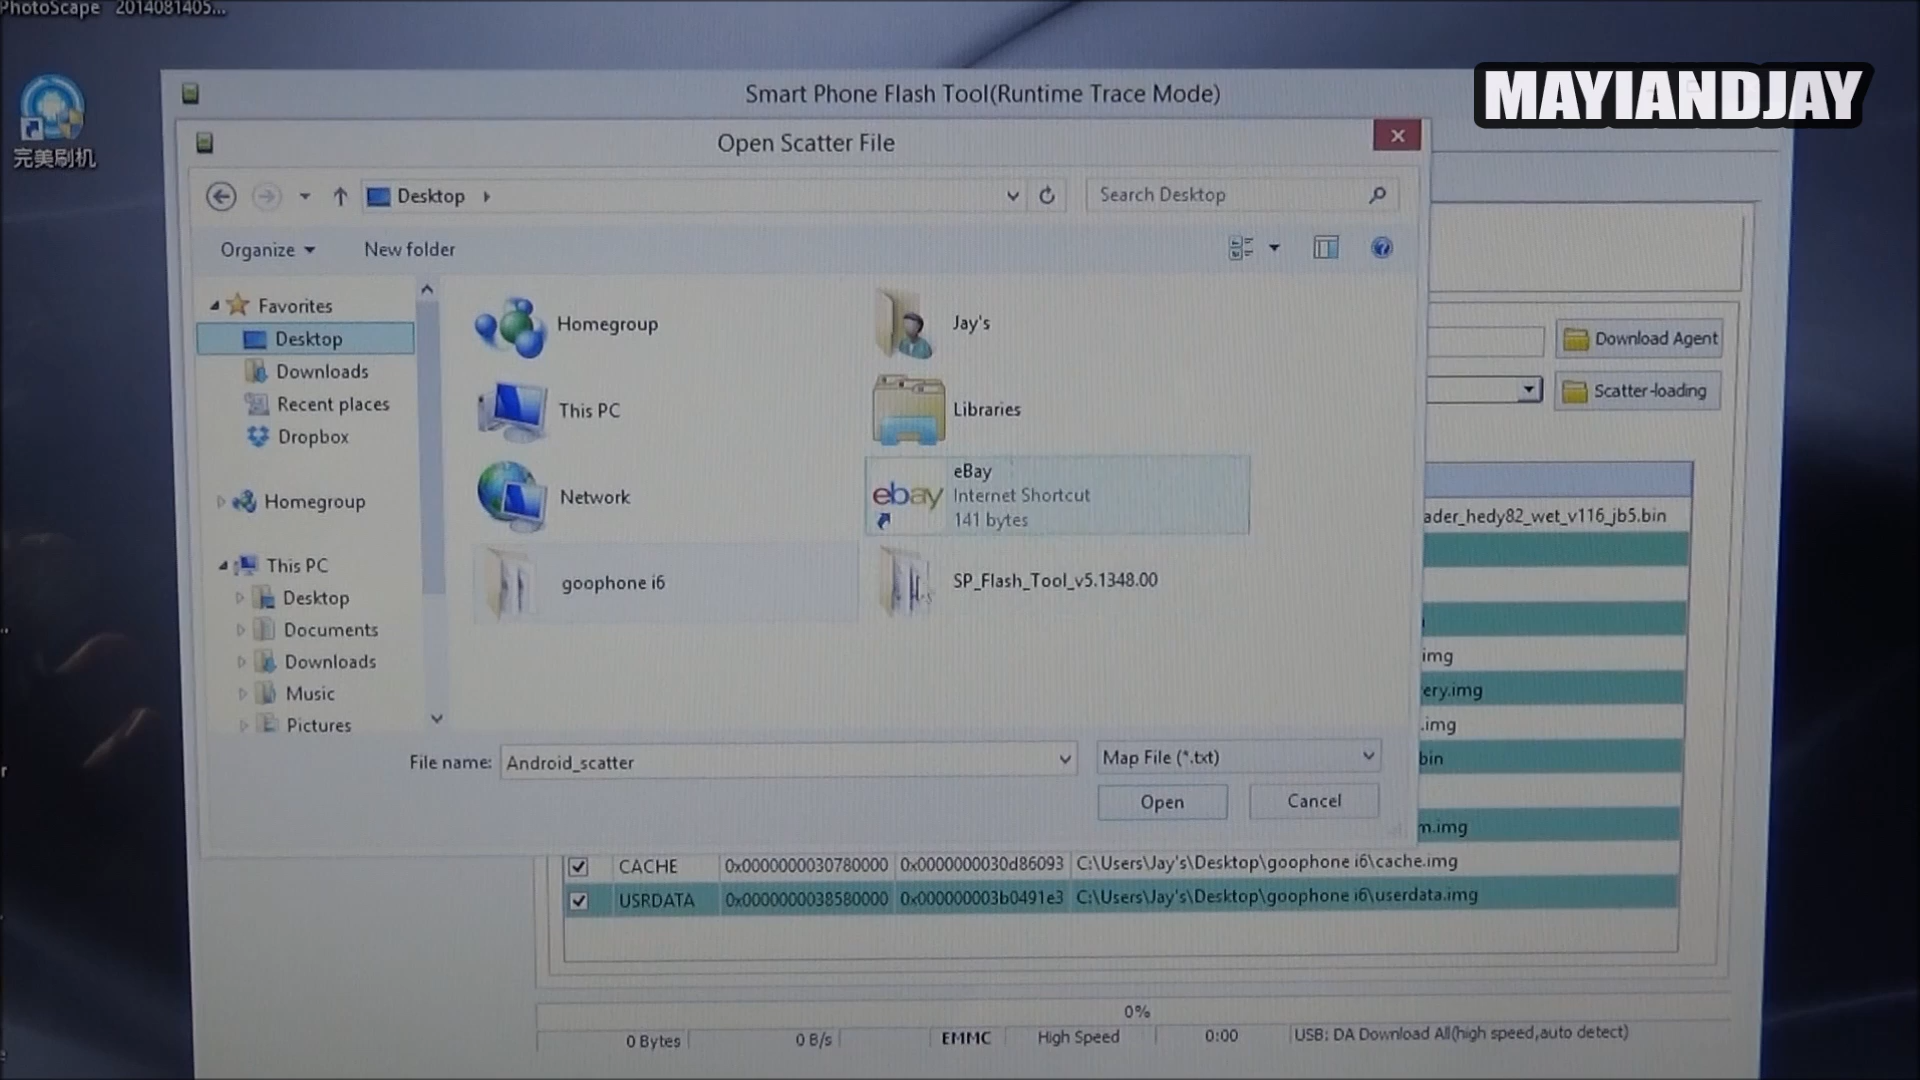 PhotoScape 2014081405...
MAYIANDJAY
完美刷机
Smart Phone Flash Tool(Runtime Trace Mode)
Open Scatter File
Desktop
Search Desktop
Organize
New folder
Favorites
Desktop
Downloads
Recent places
Dropbox
Homegroup
This PC
Desktop
Documents
Downloads
Music
Pictures
Homegroup
Jay's
This PC
Libraries
Network
ebay
eBay
Internet Shortcut
141 bytes
goophone i6
SP_Flash_Tool_v5.1348.00
File name: Android_scatter
Map File (*.txt)
Open
Cancel
Download Agent
Scatter-loading
ader_hedy82_wet_v116_jb5.bin
img
ery.img
.img
bin
m.img
CACHE 0x0000000030780000 0x0000000030d86093 C:\Users\Jay's\Desktop\goophone i6\cache.img
USRDATA 0x0000000038580000 0x000000003b0491e3 C:\Users\Jay's\Desktop\goophone i6\userdata.img
0%
0 Bytes 0 B/s EMMC High Speed 0:00 USB: DA Download All(high speed,auto detect)